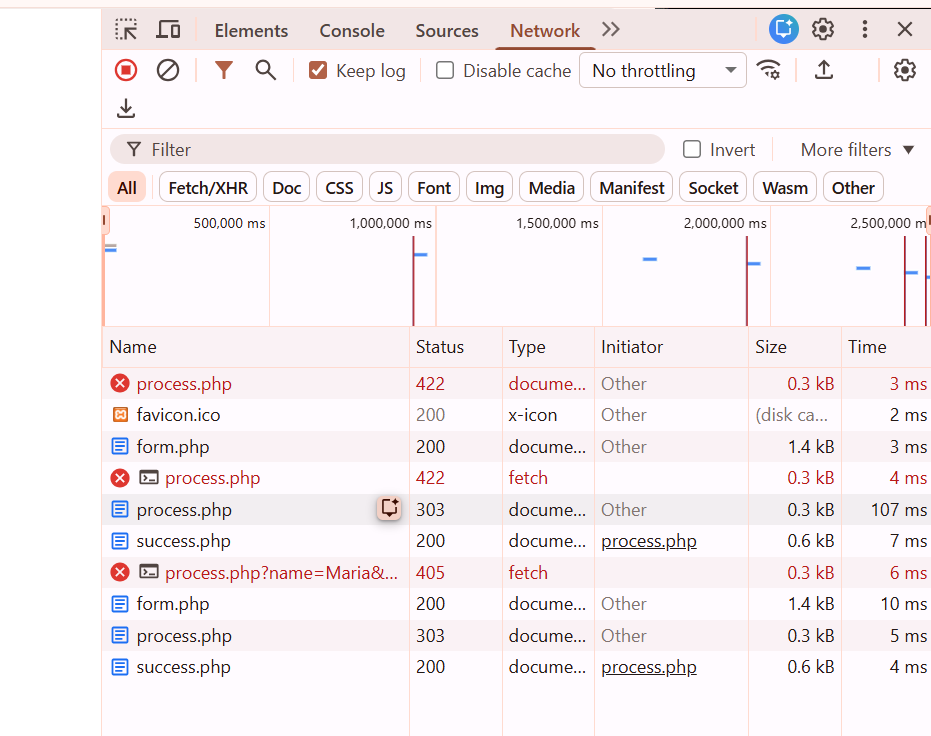 Elements Console Sources Network
Keep log Disable cache No throttling
Filter Invert More filters
All Fetch/XHR Doc CSS JS Font Img Media Manifest Socket Wasm Other
500,000 ms 1,000,000 ms 1,500,000 ms 2,000,000 ms 2,500,000 m
Name Status Type Initiator Size Time
process.php 422 docume... Other 0.3 kB 3 ms
favicon.ico 200 x-icon Other (disk ca... 2 ms
form.php 200 docume... Other 1.4 kB 3 ms
process.php 422 fetch 0.3 kB 4 ms
process.php 303 docume... Other 0.3 kB 107 ms
success.php 200 docume... process.php 0.6 kB 7 ms
process.php?name=Maria&... 405 fetch 0.3 kB 6 ms
form.php 200 docume... Other 1.4 kB 10 ms
process.php 303 docume... Other 0.3 kB 5 ms
success.php 200 docume... process.php 0.6 kB 4 ms